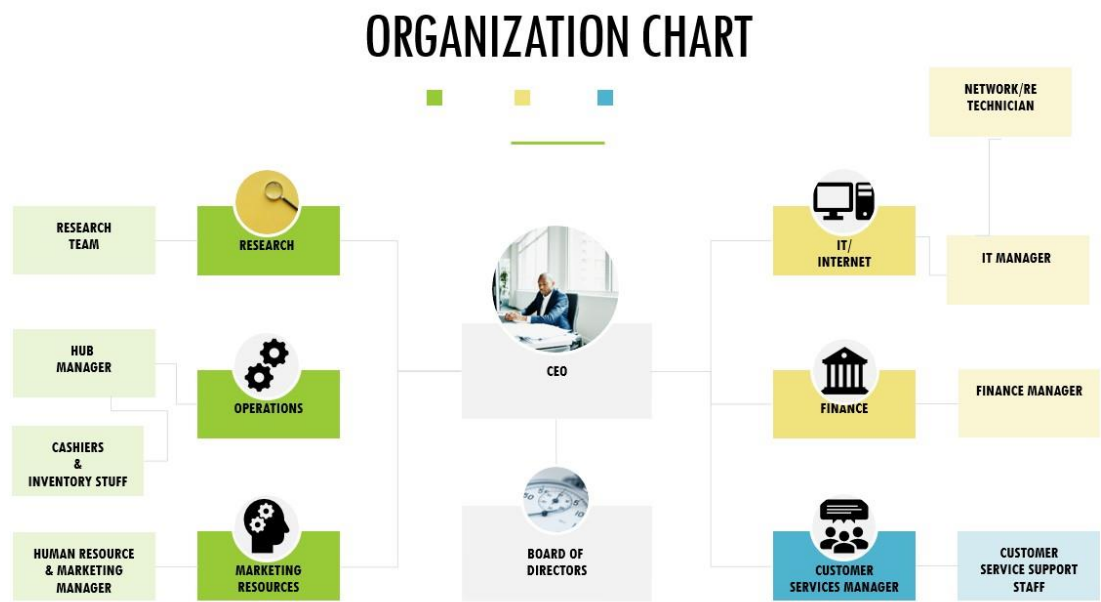 ORGANIZATION CHART
NETWORK/RE
TECHNICIAN
RESEARCH
TEAM
RESEARCH
IT/
INTERNET
IT MANAGER
HUB
MANAGER
OPERATIONS
CEO
FINANCE
FINANCE MANAGER
CASHIERS
&
INVENTORY STUFF
HUMAN RESOURCE
& MARKETING
MANAGER
MARKETING
RESOURCES
BOARD OF
DIRECTORS
CUSTOMER
SERVICES MANAGER
CUSTOMER
SERVICE SUPPORT
STAFF